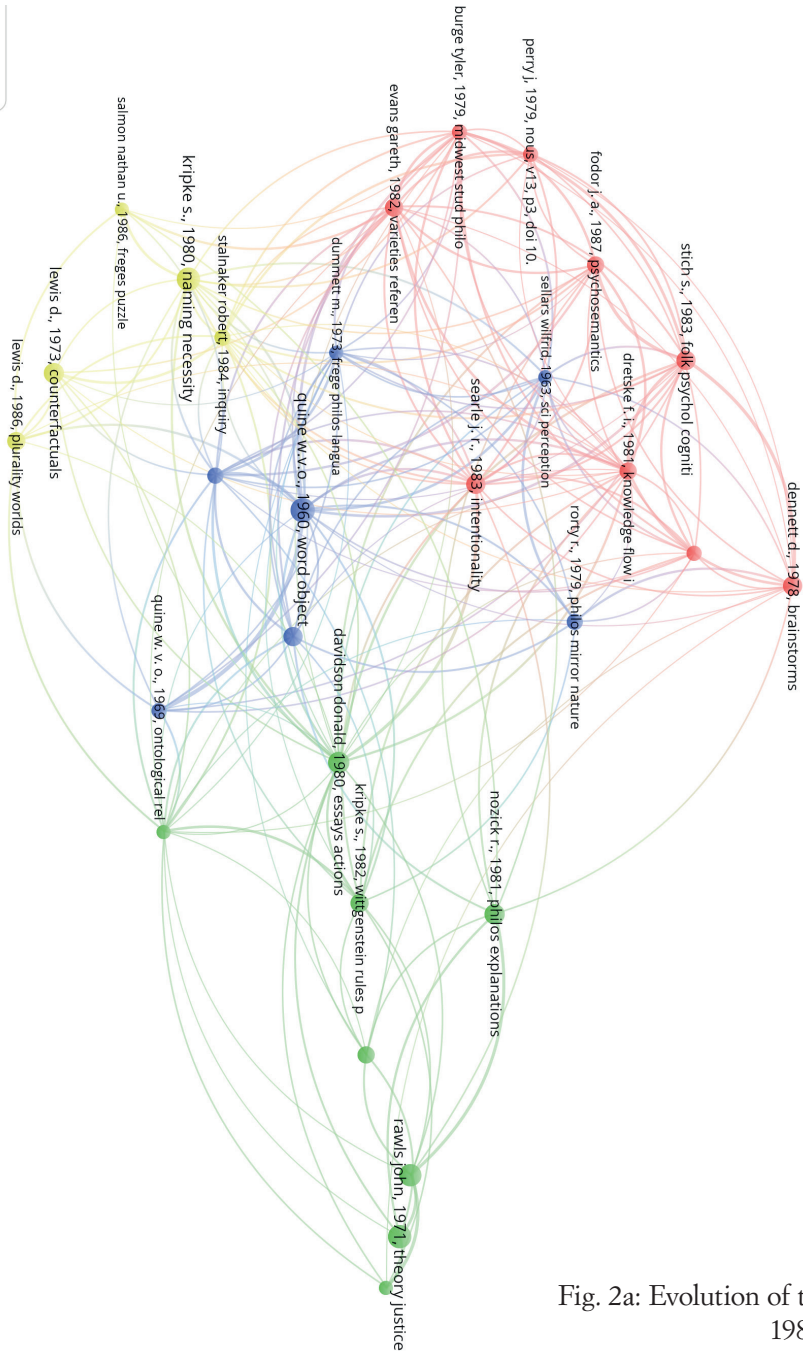 dennett d., 1978, brainstorms
stich s., 1983, folk psychol cogniti
dretske f. i., 1981, knowledge flow i
fodor j. a., 1987, psychosemantics
rorty r., 1979, philos mirror nature
sellars wilfrid, 1963, sci perception
perry j, 1979, nous, v13, p3, doi 10.
nozick r., 1981, philos explanations
searle j. r., 1983, intentionality
burge tyler, 1979, midwest stud philo
rawls john, 1971, theory justice
evans gareth, 1982, varieties referen
kripke s., 1982, wittgenstein rules p
davidson donald, 1980, essays actions
dummett m., 1973, frege philos langua
quine w.v.o., 1960, word object
stalnaker robert, 1984, inquiry
kripke s., 1980, naming necessity
quine w. v. o., 1969, ontological rel
salmon nathan u., 1986, freges puzzle
lewis d., 1973, counterfactuals
lewis d., 1986, plurality worlds
Fig. 2a: Evolution of t
198